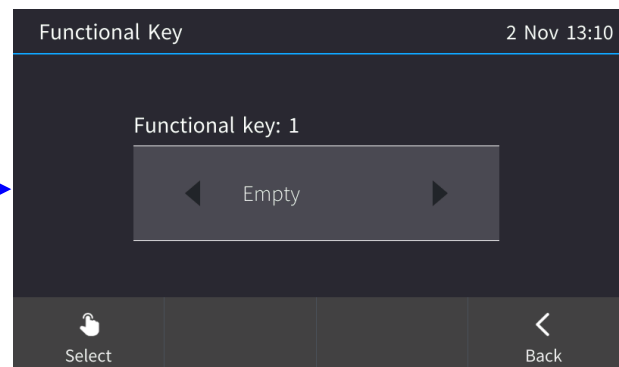 Functional Key 2 Nov 13:10
Functional key: 1
Empty
Select Back